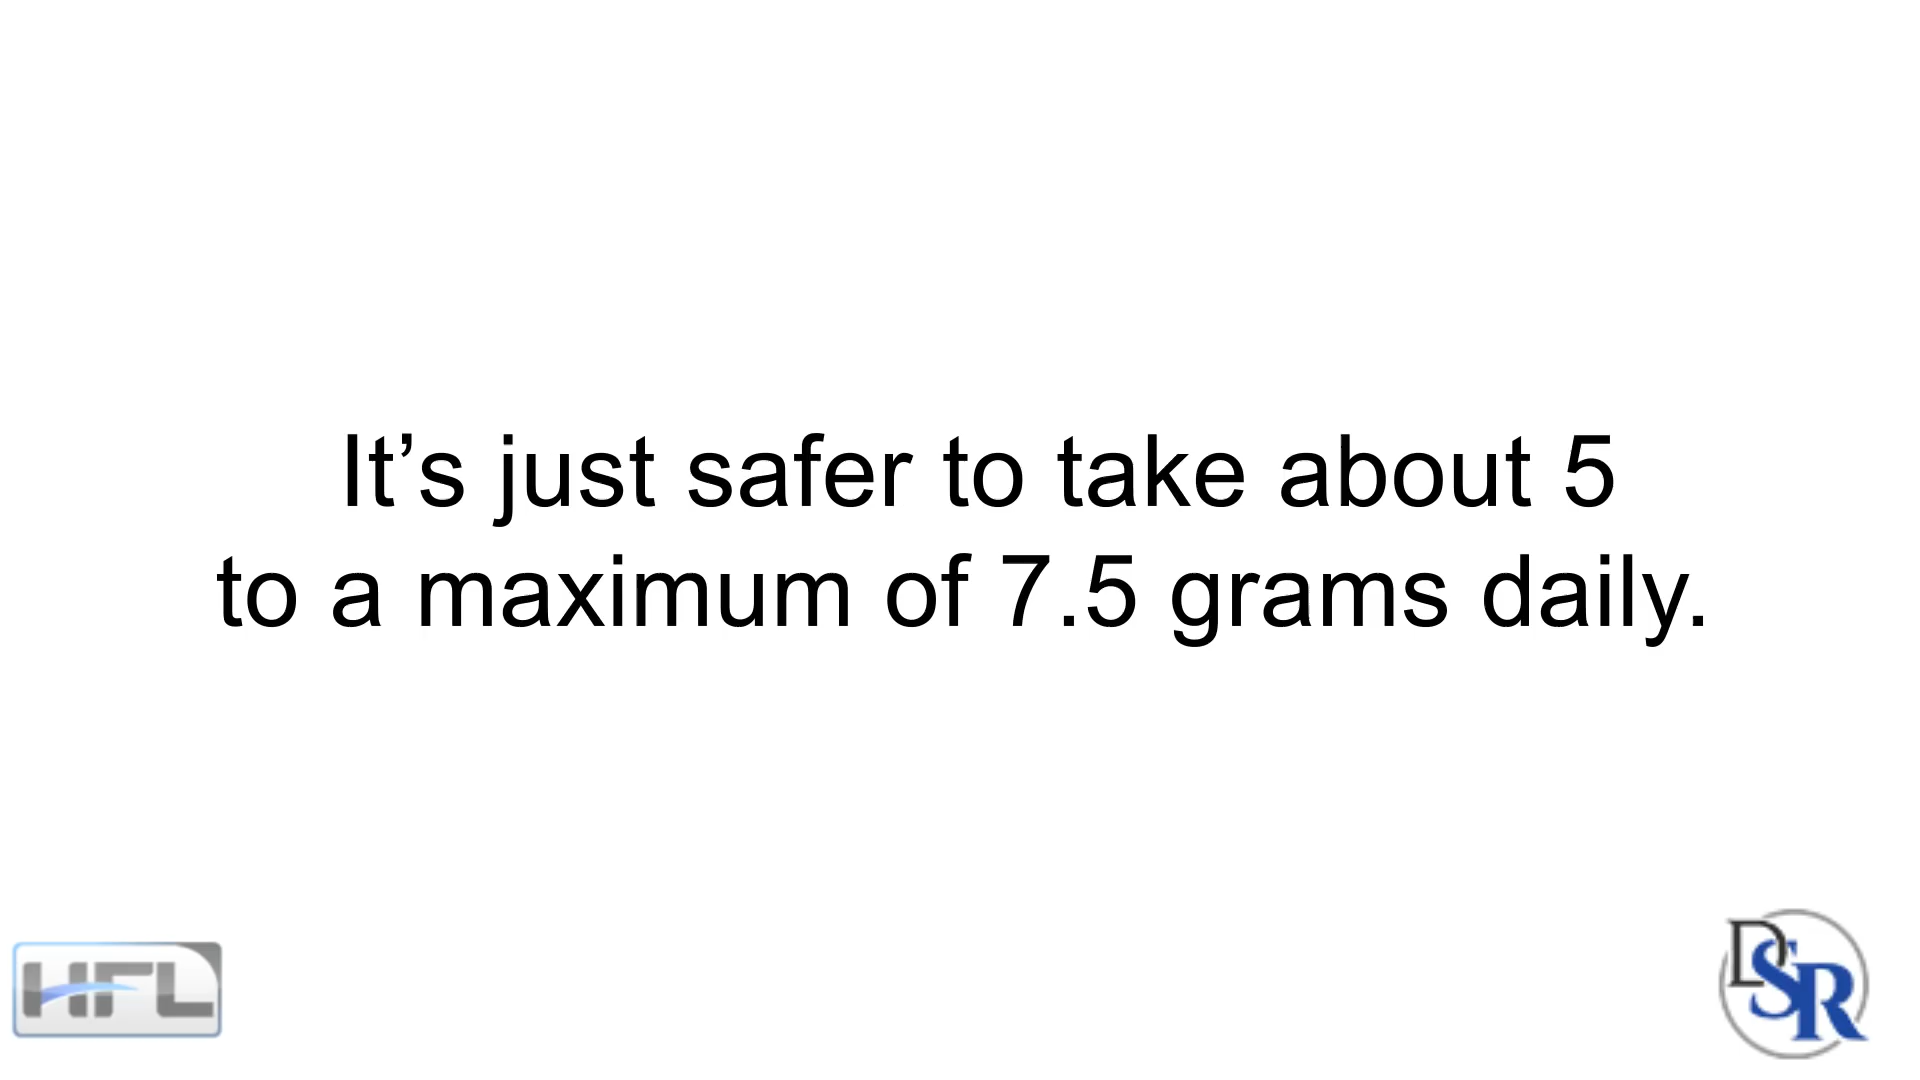 It’s just safer to take about 5
to a maximum of 7.5 grams daily.
HFL
DSR